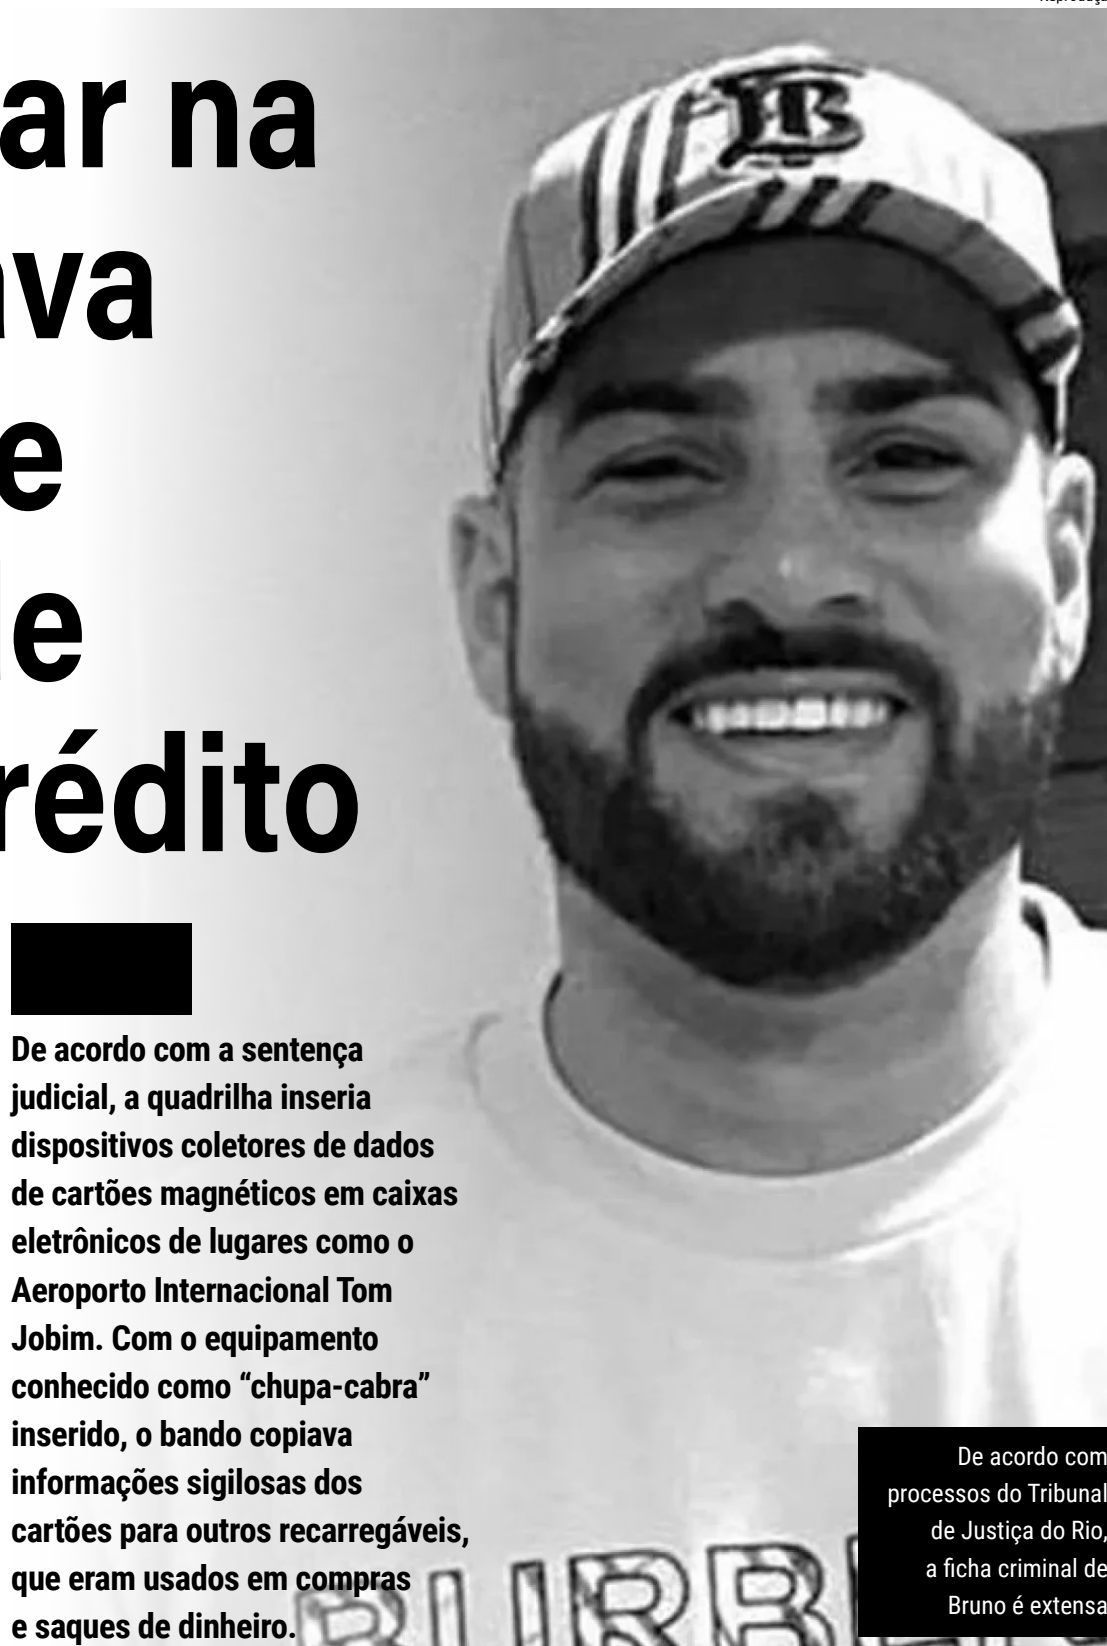 ar na
va
e
e
rédito
De acordo com a sentença
judicial, a quadrilha inseria
dispositivos coletores de dados
de cartões magnéticos em caixas
eletrônicos de lugares como o
Aeroporto Internacional Tom
Jobim. Com o equipamento
conhecido como “chupa-cabra”
inserido, o bando copiava
informações sigilosas dos
cartões para outros recarregáveis,
que eram usados em compras
e saques de dinheiro.
De acordo com
processos do Tribunal
de Justiça do Rio,
a ficha criminal de
Bruno é extensa